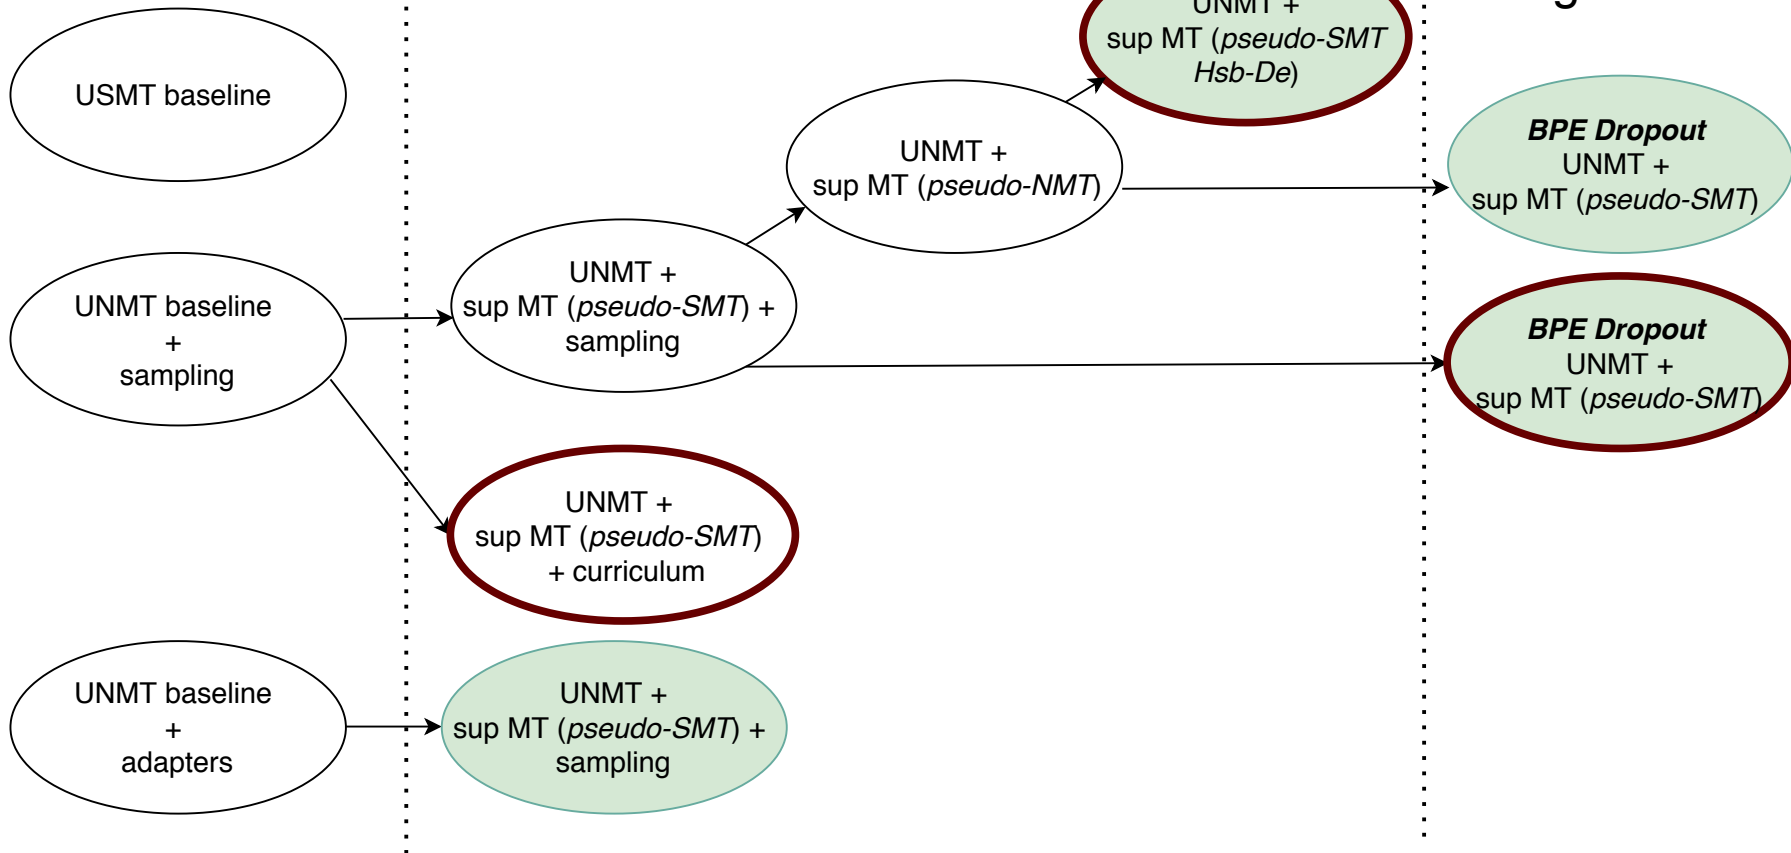 USMT baseline
UNMT baseline
+
sampling
UNMT baseline
+
adapters
UNMT +
sup MT (pseudo-SMT) +
sampling
UNMT +
sup MT (pseudo-SMT)
+ curriculum
UNMT +
sup MT (pseudo-SMT) +
sampling
UNMT +
sup MT (pseudo-NMT)
UNMT +
sup MT (pseudo-SMT
Hsb-De)
BPE Dropout
UNMT +
sup MT (pseudo-SMT)
BPE Dropout
UNMT +
sup MT (pseudo-SMT)